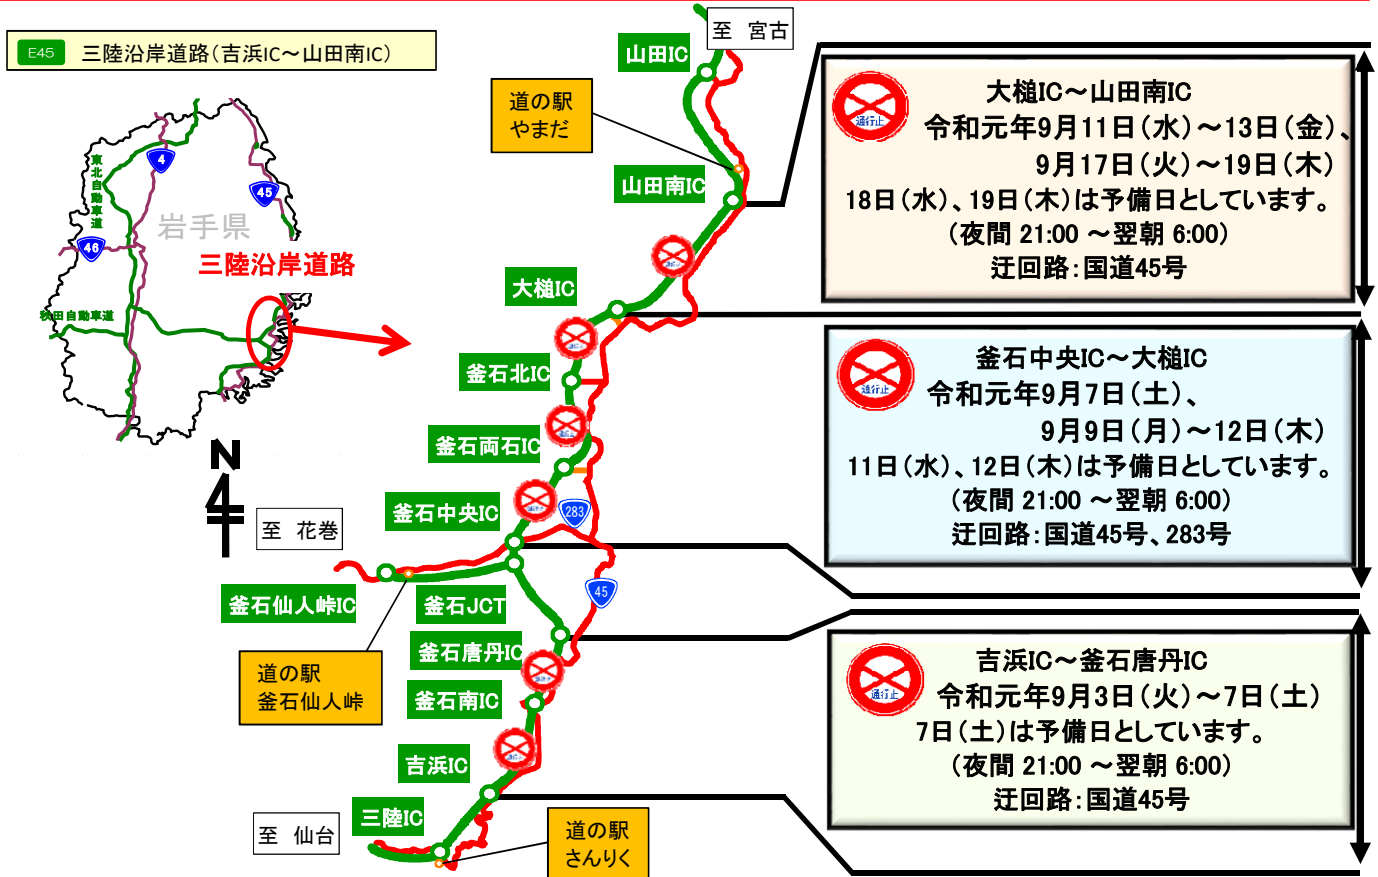 E45 三陸沿岸道路(吉浜IC～山田南IC)
至 宮古
山田IC
道の駅
やまだ
山田南IC
大槌IC
釜石北IC
釜石両石IC
釜石中央IC
283
至 花巻
釜石仙人峠IC
釜石JCT
45
釜石唐丹IC
道の駅
釜石仙人峠
釜石南IC
吉浜IC
三陸IC
至 仙台
道の駅
さんりく
4
東北自動車道
45
岩手県
46
三陸沿岸道路
秋田自動車道
N
通行止
大槌IC～山田南IC
令和元年9月11日(水)～13日(金)、
9月17日(火)～19日(木)
18日(水)、19日(木)は予備日としています。
(夜間 21:00 ～翌朝 6:00)
迂回路：国道45号
通行止
釜石中央IC～大槌IC
令和元年9月7日(土)、
9月9日(月)～12日(木)
11日(水)、12日(木)は予備日としています。
(夜間 21:00 ～翌朝 6:00)
迂回路：国道45号、283号
通行止
吉浜IC～釜石唐丹IC
令和元年9月3日(火)～7日(土)
7日(土)は予備日としています。
(夜間 21:00 ～翌朝 6:00)
迂回路：国道45号